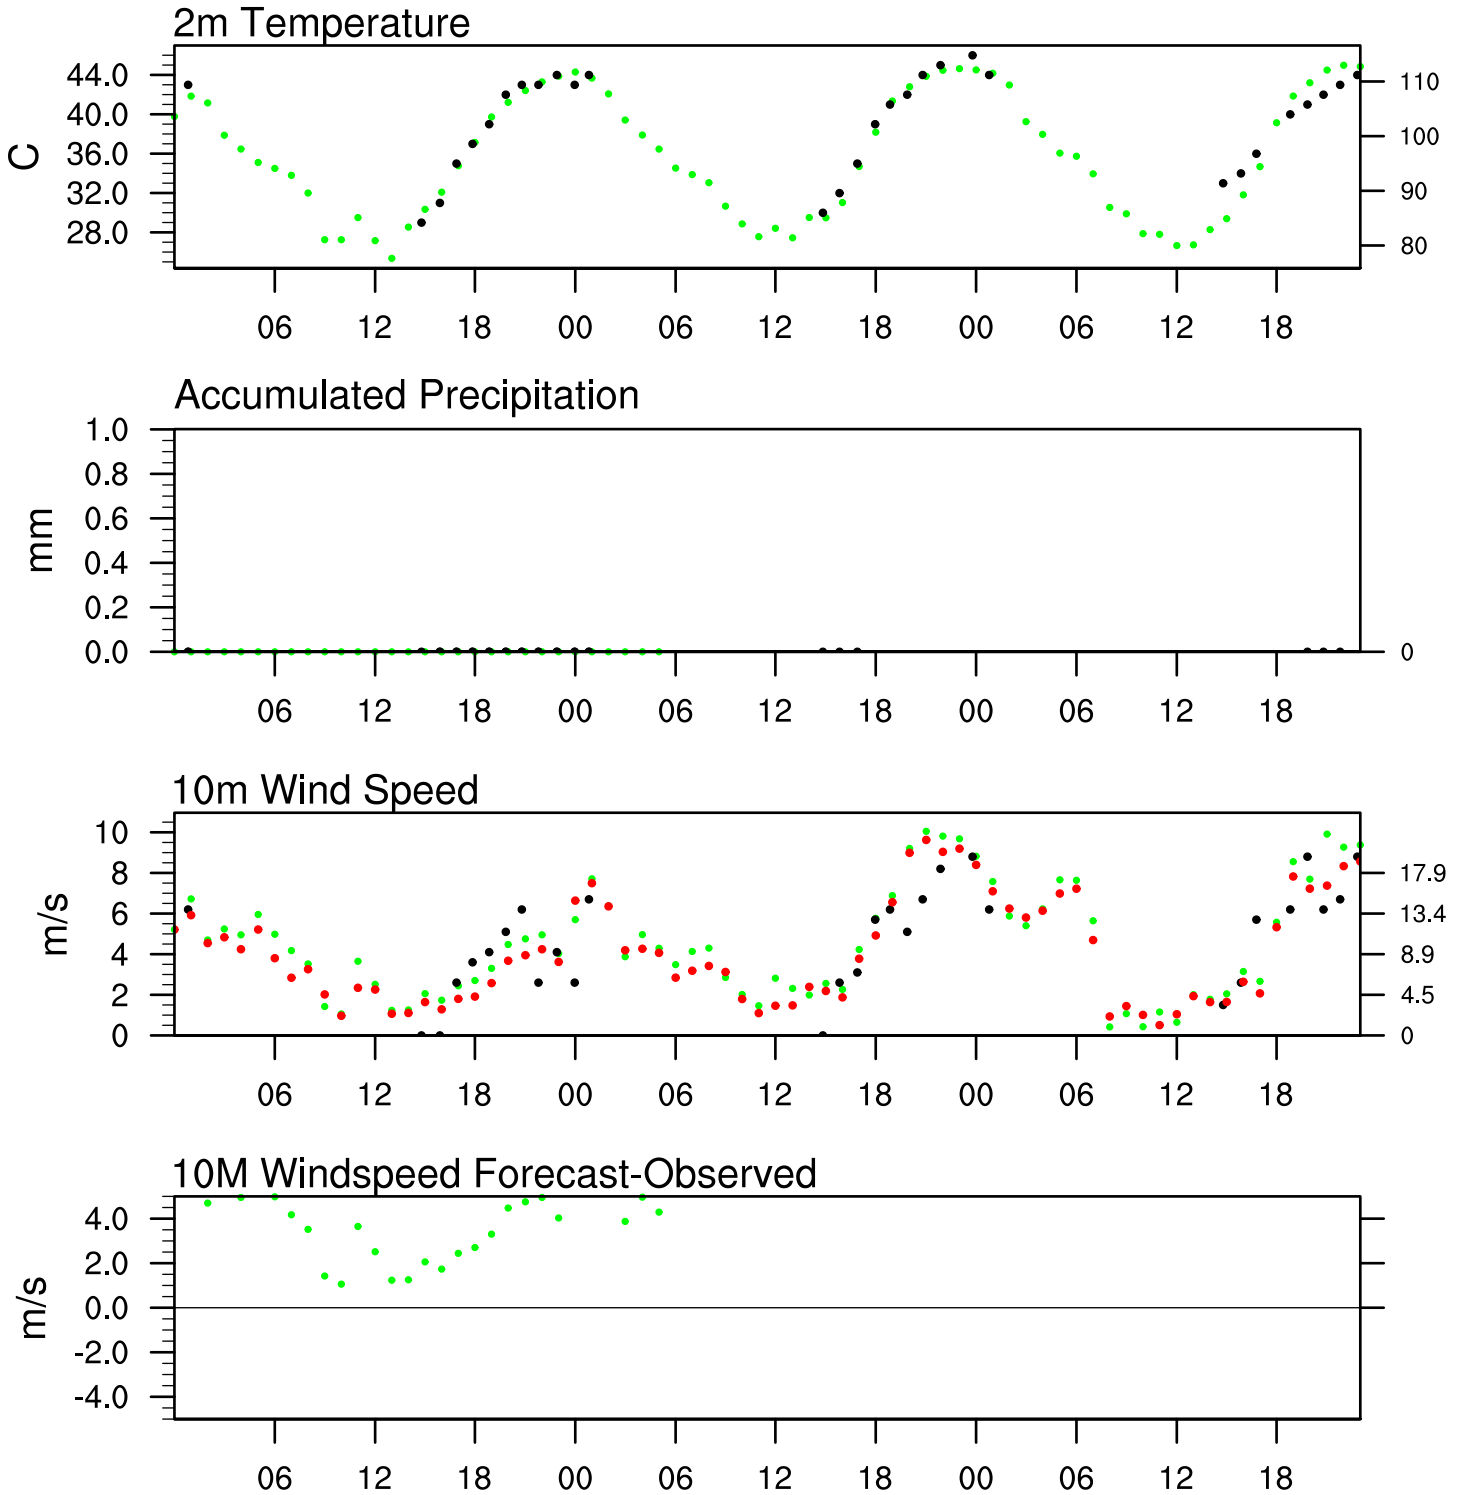 2m Temperature
44.0
40.0
36.0
32.0
28.0
C
110
100
90
80
06 12 18 00 06 12 18 00 06 12 18
Accumulated Precipitation
1.0
0.8
0.6
0.4
0.2
0.0
mm
0
06 12 18 00 06 12 18 00 06 12 18
10m Wind Speed
10
8
6
4
2
0
m/s
17.9
13.4
8.9
4.5
0
06 12 18 00 06 12 18 00 06 12 18
10M Windspeed Forecast-Observed
4.0
2.0
0.0
-2.0
-4.0
m/s
06 12 18 00 06 12 18 00 06 12 18